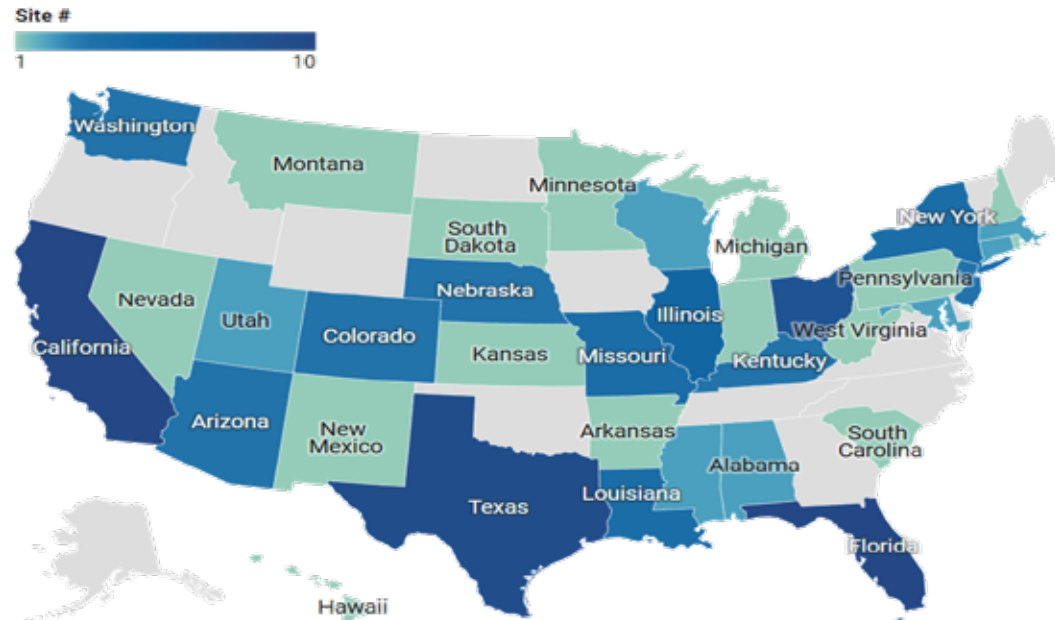 Site #
1 10
Washington
Montana
Minnesota
New York
South
Dakota
Michigan
Pennsylvania
Nebraska
Nevada
Illinois
Utah
Colorado
West Virginia
California
Kansas
Missouri
Kentucky
Arizona
New
Mexico
Arkansas
South
Carolina
Alabama
Louisiana
Texas
Florida
Hawaii